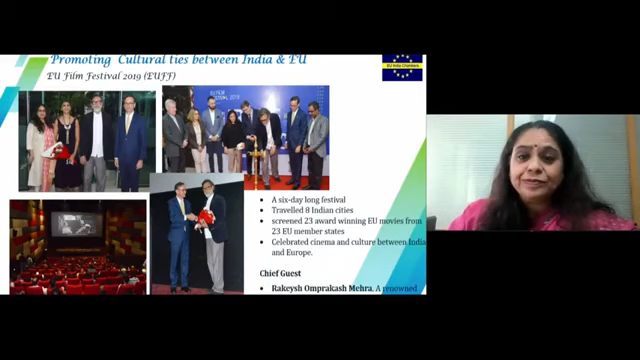 Promoting Cultural ties between India & EU
EU Film Festival 2019 (EUFF)
EU India Chambers
• A six-day long festival
• Travelled 8 Indian cities
• screened 23 award winning EU movies from
23 EU member states
• Celebrated cinema and culture between India
and Europe.
Chief Guest
• Rakeysh Omprakash Mehra, A renowned